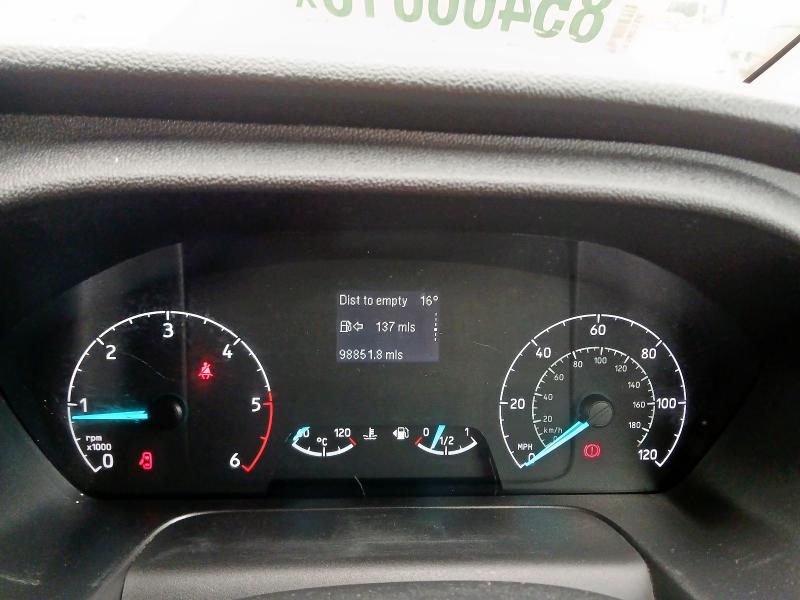 Dist to empty 16°
137 mls
98851.8 mls
0 1 2 3 4 5 6
rpm
x1000
60 120
°C
0 1/2 1
0 20 40 60 80 100 120
MPH
20 40 60 80 100 120 140 160 180
km/h